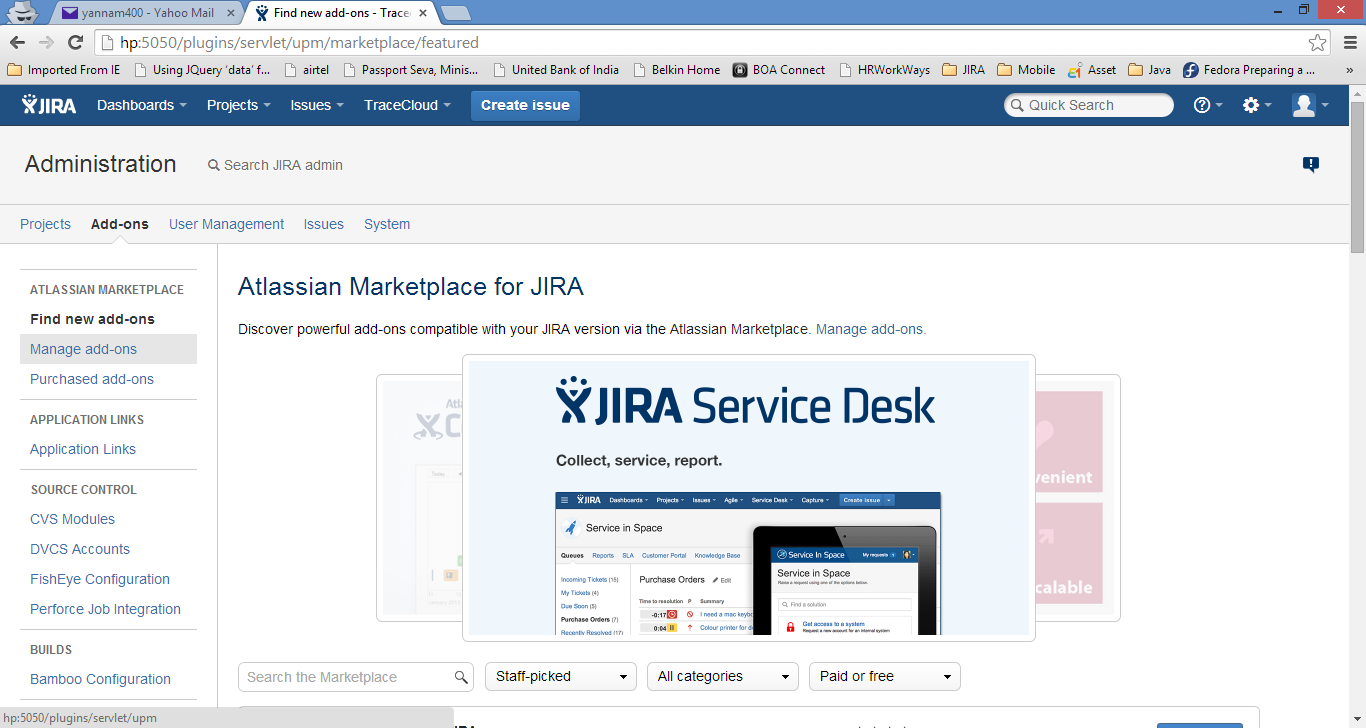 yannam400 - Yahoo Mail
Find new add-ons - Trace
hp:5050/plugins/servlet/upm/marketplace/featured
Imported From IE Using JQuery 'data' f... airtel Passport Seva, Minis... United Bank of India Belkin Home BOA Connect HRWorkWays JIRA Mobile Asset Java Fedora Preparing a ... »
JIRA Dashboards Projects Issues TraceCloud Create issue Quick Search
Administration Search JIRA admin
Projects Add-ons User Management Issues System
ATLASSIAN MARKETPLACE
Find new add-ons
Manage add-ons
Purchased add-ons
APPLICATION LINKS
Application Links
SOURCE CONTROL
CVS Modules
DVCS Accounts
FishEye Configuration
Perforce Job Integration
BUILDS
Bamboo Configuration
Atlassian Marketplace for JIRA
Discover powerful add-ons compatible with your JIRA version via the Atlassian Marketplace. Manage add-ons.
JIRA Service Desk
Collect, service, report.
JIRA Dashboards Projects Issues Agile Service Desk Capture Create issue
Service in Space
Queues Reports SLA Customer Portal Knowledge Base
Incoming Tickets (16)
My Tickets (4)
Due Soon (5)
Purchase Orders (7)
Recently Resolved (17)
Purchase Orders Edit
Time to resolution P Summary
-0:17 I need a mac keybo
0:04 Colour printer for d
Service In Space My requests
Service in Space
Raise a request using one of the options below.
Find a solution
Get access to a system
Request a new account for an internal system
venient
calable
Search the Marketplace Staff-picked All categories Paid or free
hp:5050/plugins/servlet/upm